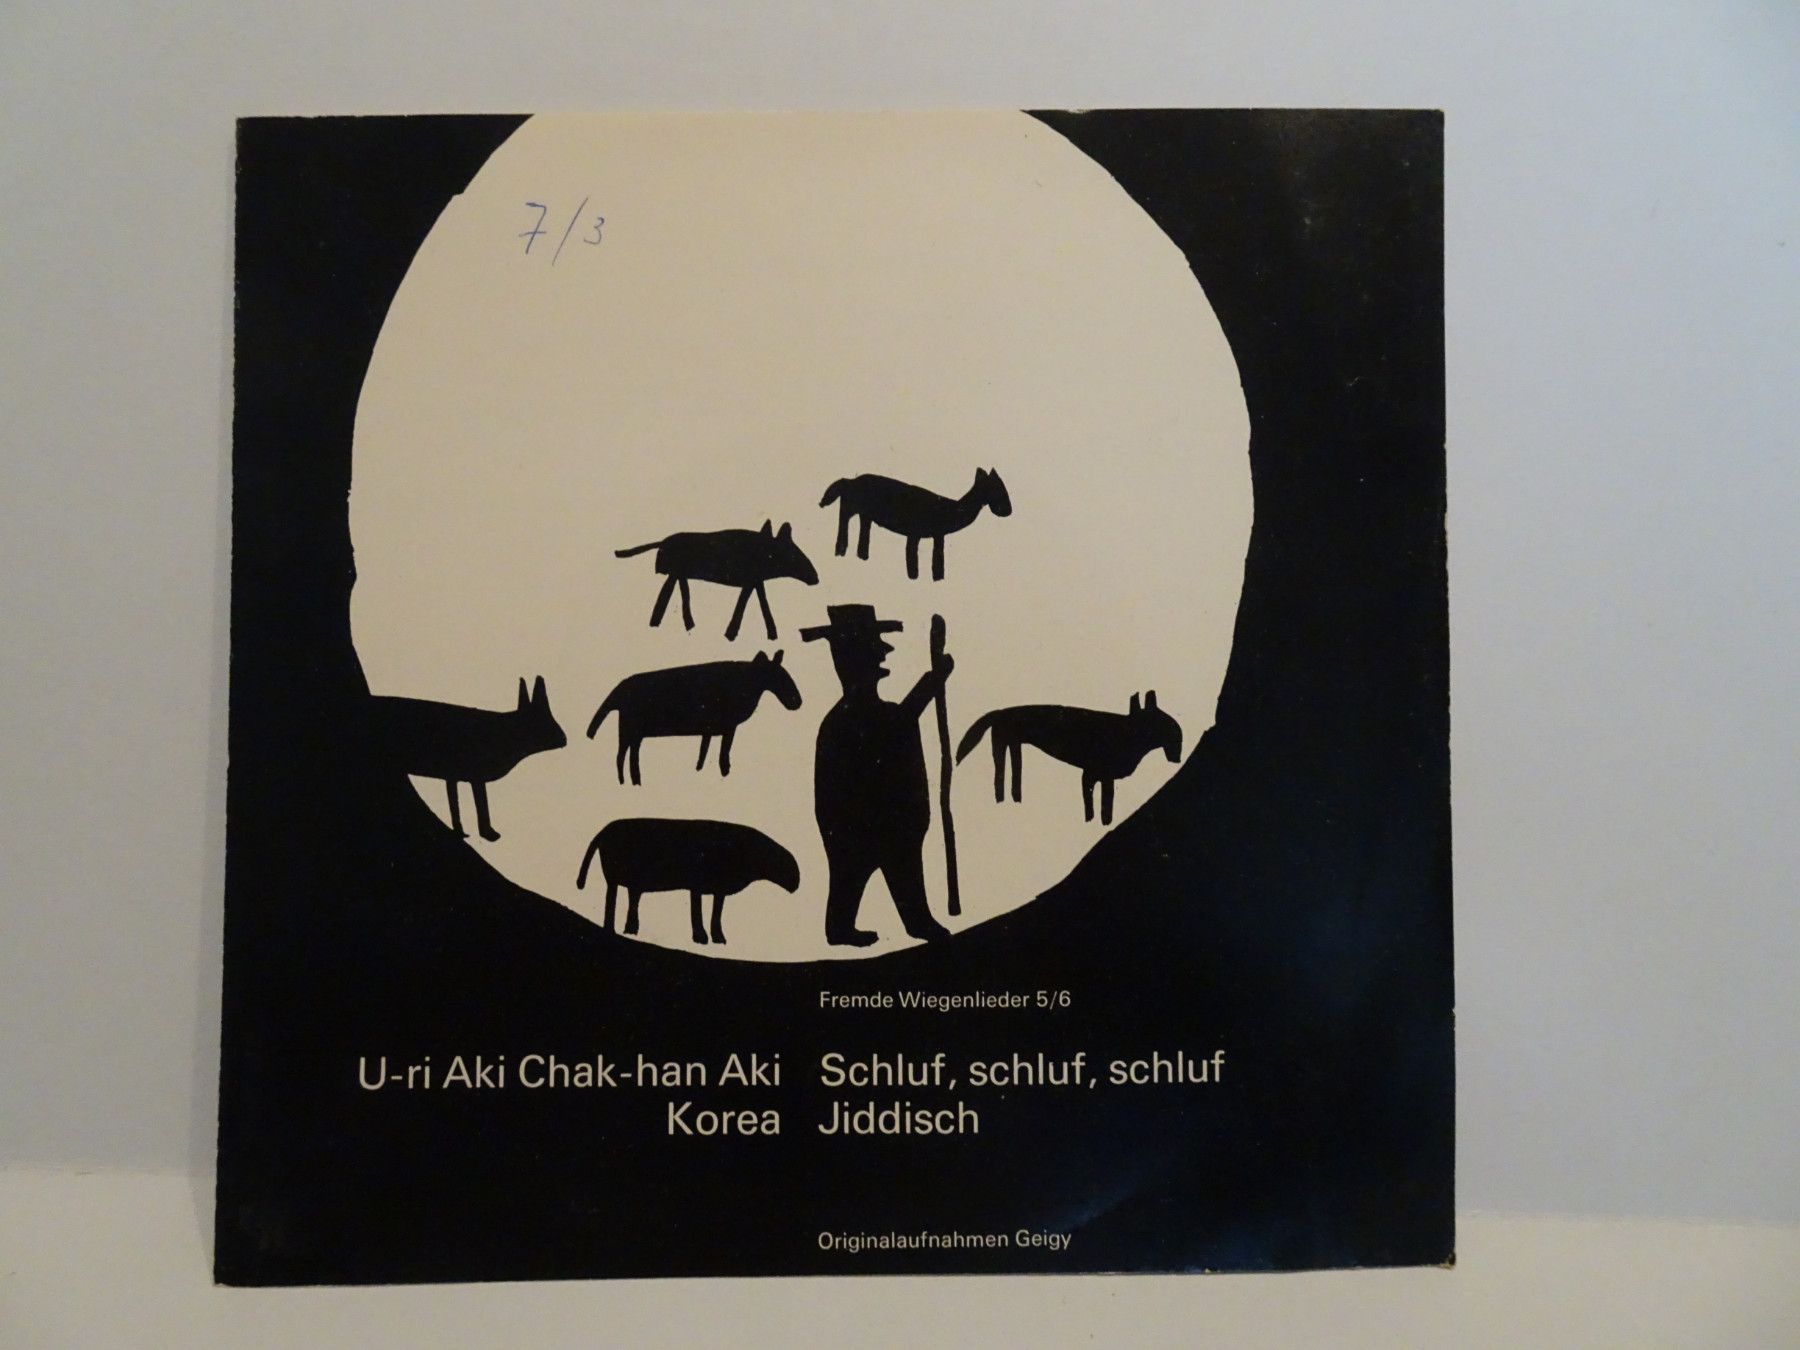 7/3
Fremde Wiegenlieder 5/6
U-ri Aki Chak-han Aki
Korea
Schluf, schluf, schluf
Jiddisch
Originalaufnahmen Geigy